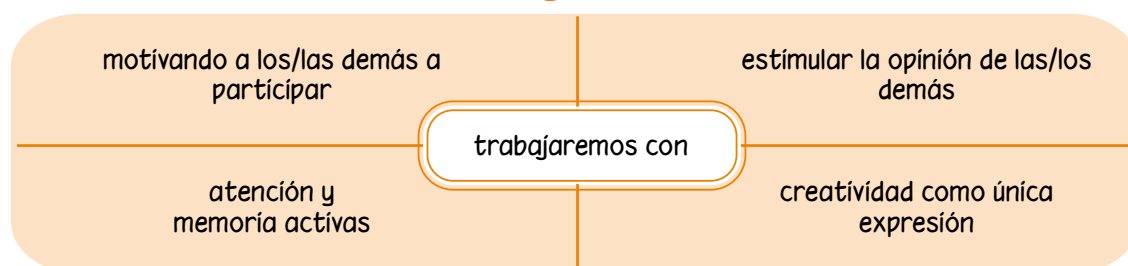 motivando a los/las demás a
participar
estimular la opinión de las/los
demás
trabajaremos con
atención y
memoria activas
creatividad como única
expresión